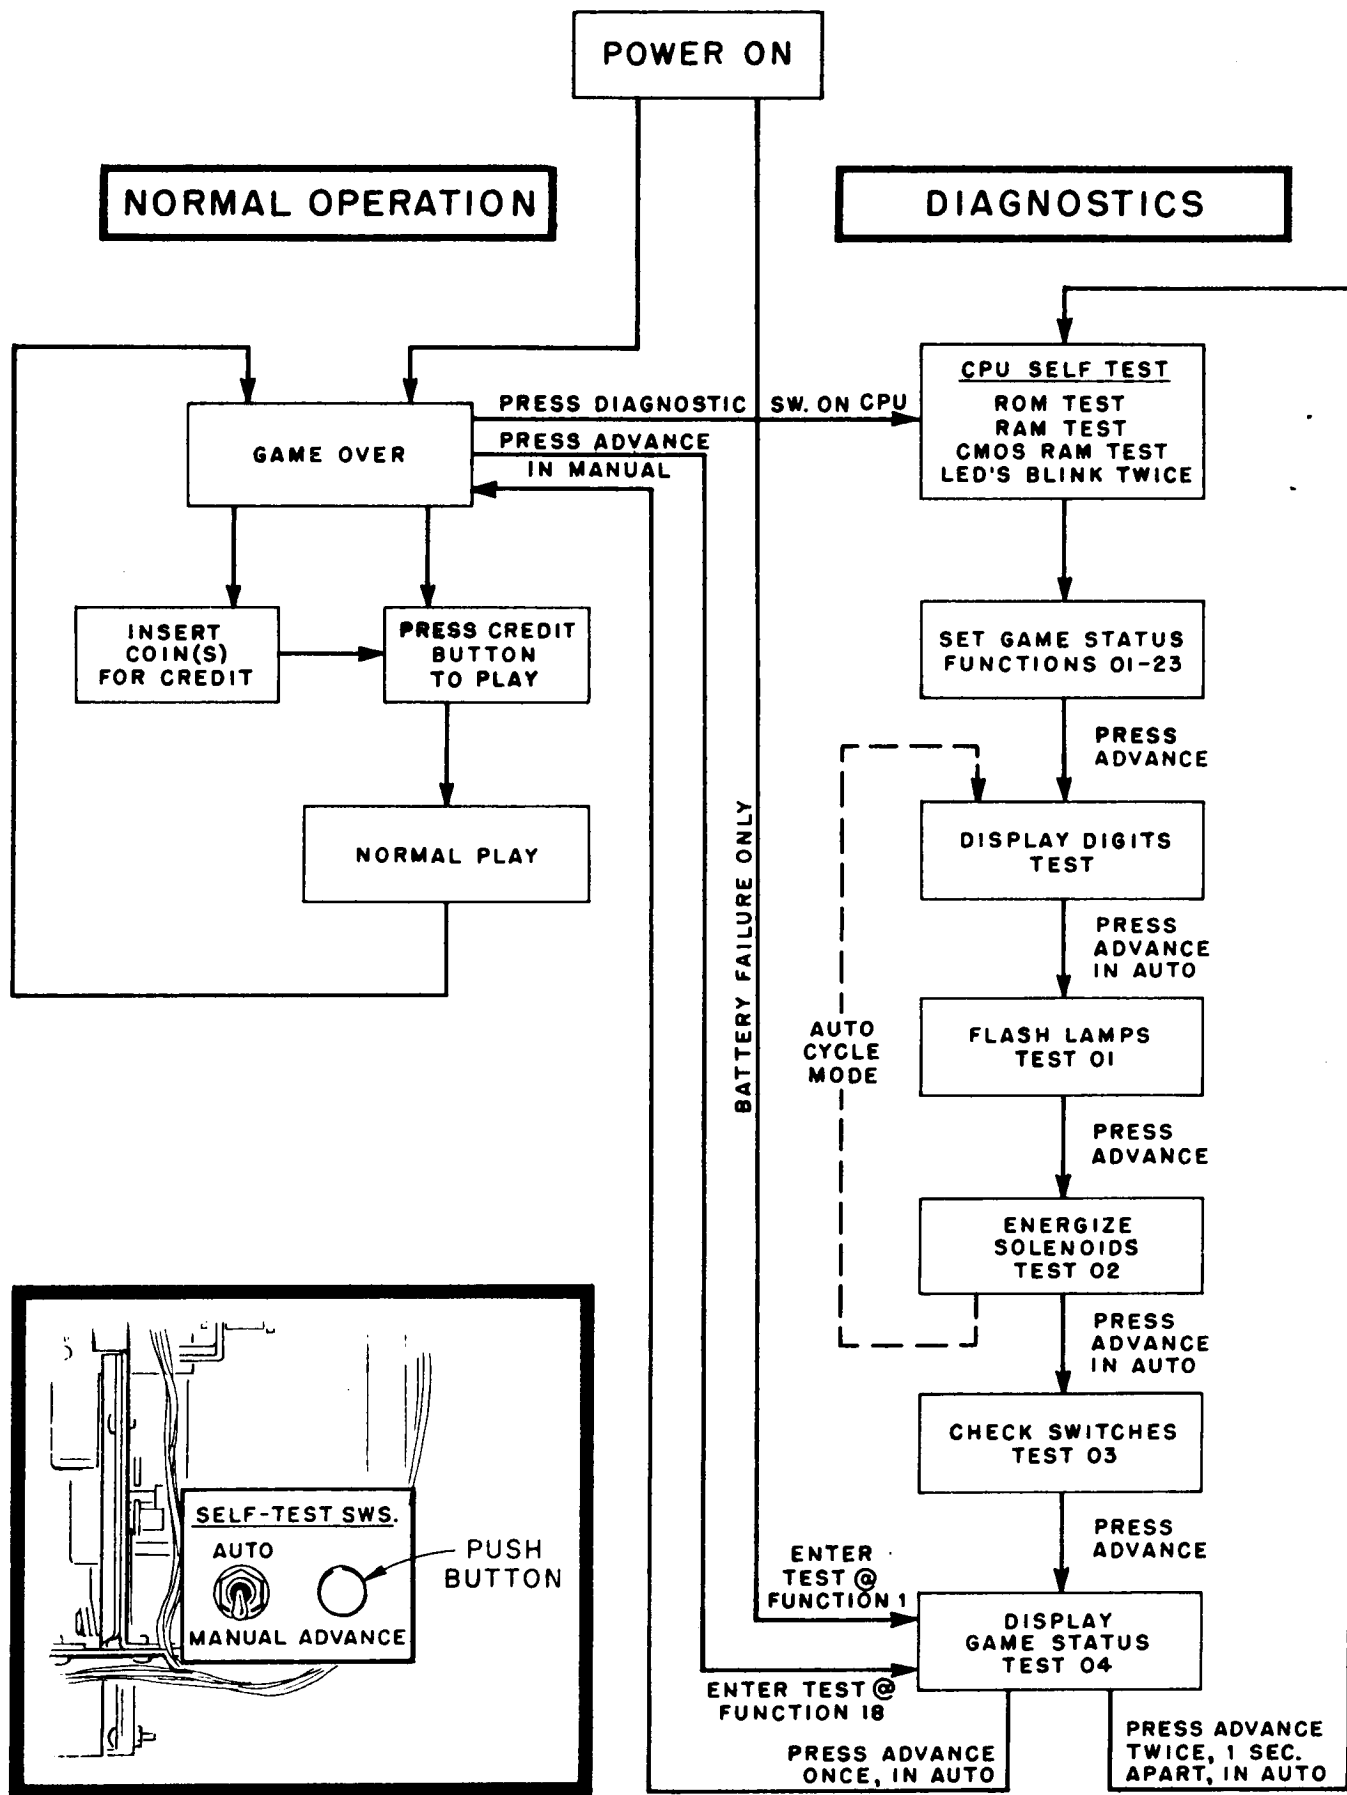 POWER ON
NORMAL OPERATION
DIAGNOSTICS
GAME OVER
PRESS DIAGNOSTIC SW. ON CPU
PRESS ADVANCE
IN MANUAL
CPU SELF TEST
ROM TEST
RAM TEST
CMOS RAM TEST
LED'S BLINK TWICE
INSERT
COIN(S)
FOR CREDIT
PRESS CREDIT
BUTTON
TO PLAY
SET GAME STATUS
FUNCTIONS 01-23
PRESS
ADVANCE
NORMAL PLAY
DISPLAY DIGITS
TEST
BATTERY FAILURE ONLY
PRESS
ADVANCE
IN AUTO
AUTO
CYCLE
MODE
FLASH LAMPS
TEST 01
PRESS
ADVANCE
ENERGIZE
SOLENOIDS
TEST 02
PRESS
ADVANCE
IN AUTO
CHECK SWITCHES
TEST 03
PRESS
ADVANCE
SELF-TEST SWS.
AUTO
MANUAL ADVANCE
PUSH
BUTTON
ENTER
TEST @
FUNCTION 1
DISPLAY
GAME STATUS
TEST 04
ENTER TEST @
FUNCTION 18
PRESS ADVANCE
ONCE, IN AUTO
PRESS ADVANCE
TWICE, 1 SEC.
APART, IN AUTO